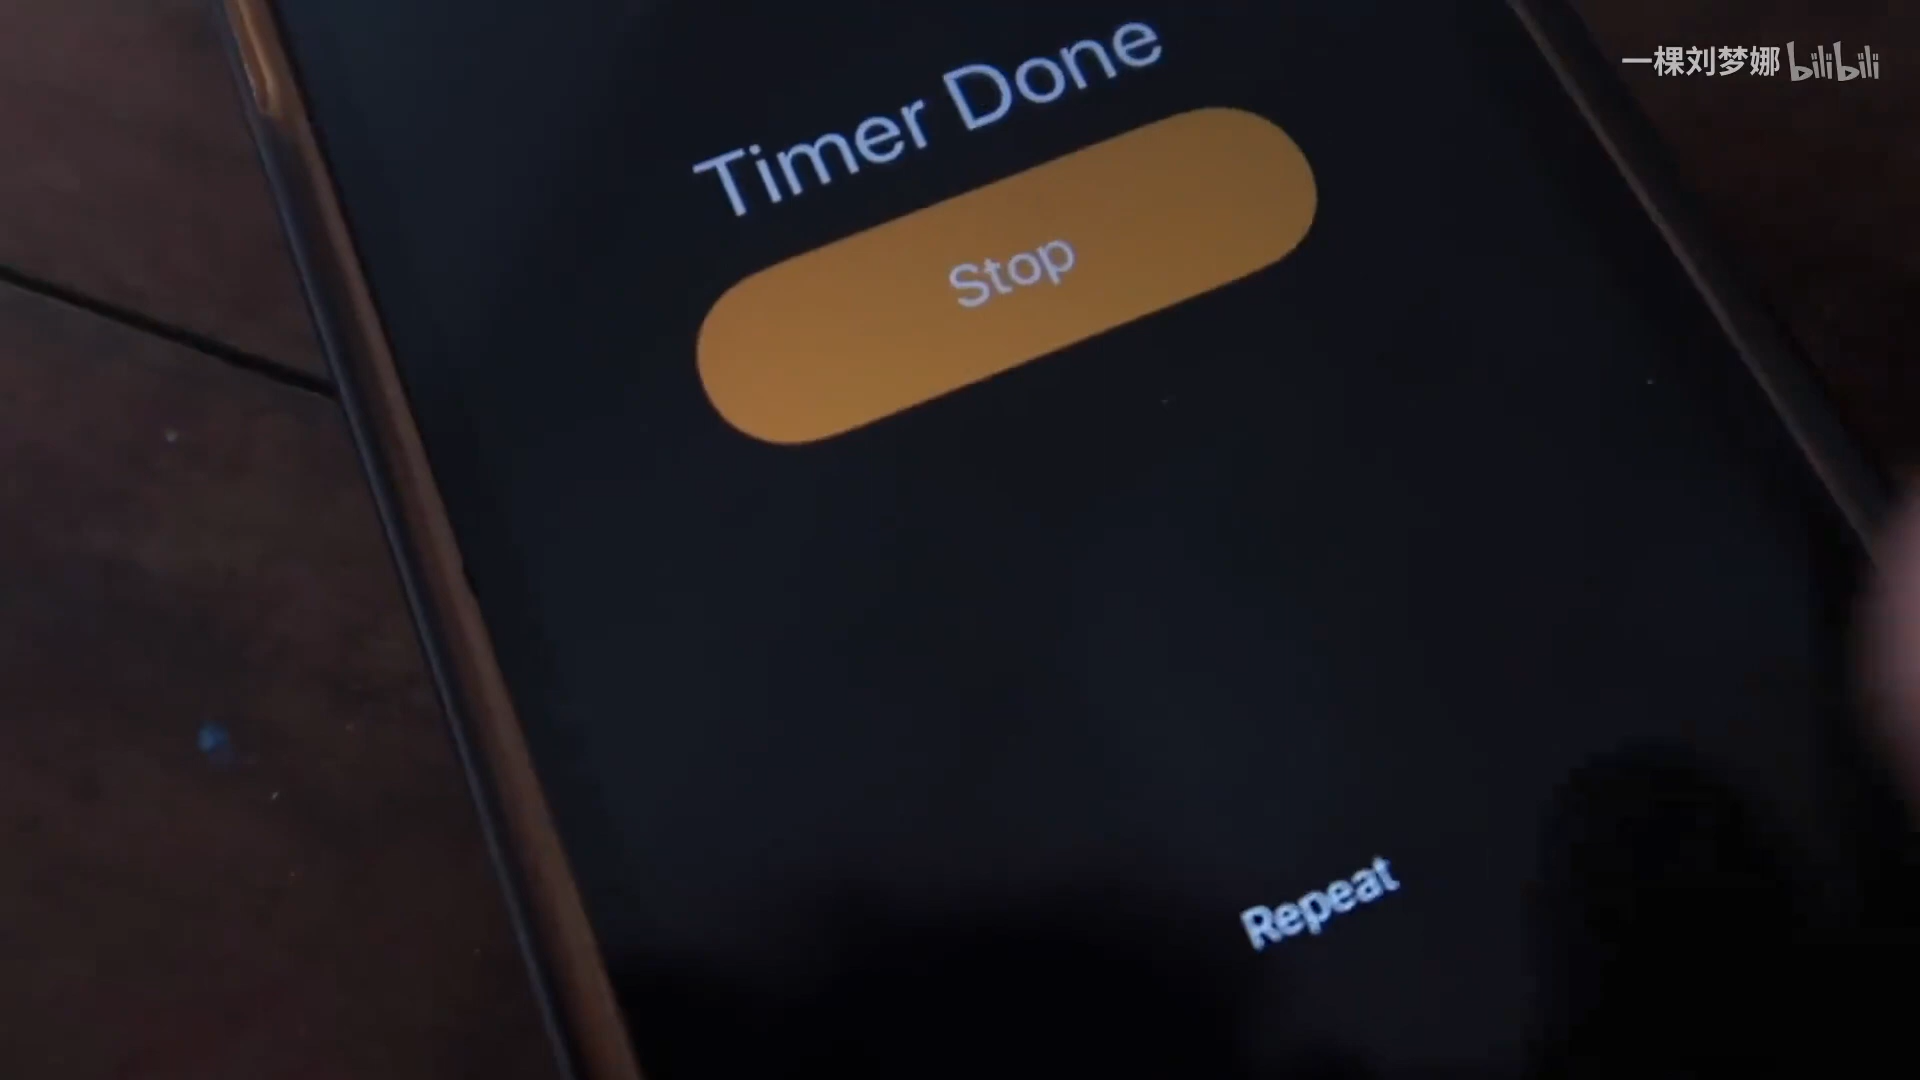 一棵刘梦娜 bilibili
Timer Done
Stop
Repeat